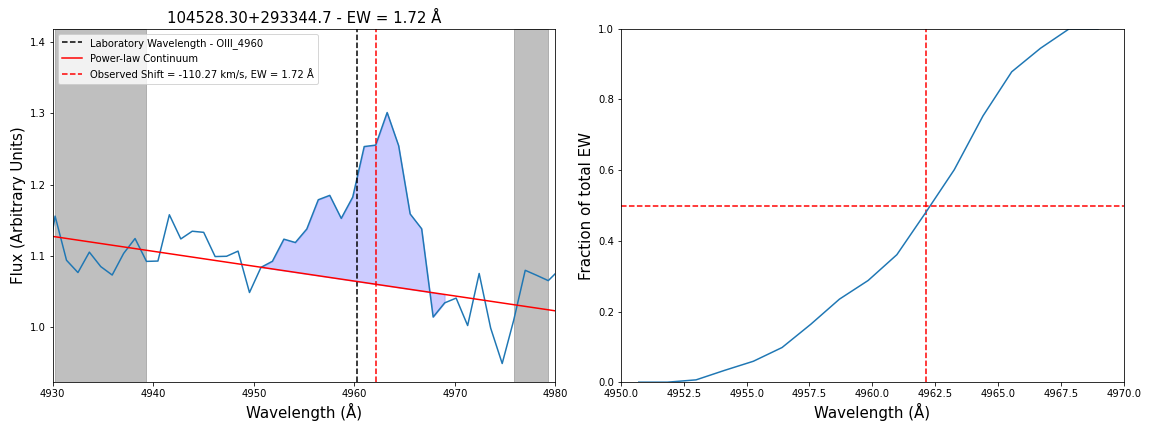 104528.30+293344.7 - EW = 1.72 Å
Laboratory Wavelength - OIII_4960
Power-law Continuum
Observed Shift = -110.27 km/s, EW = 1.72 Å
Flux (Arbitrary Units)
1.4
1.3
1.2
1.1
1.0
4930 4940 4950 4960 4970 4980
Wavelength (Å)
Fraction of total EW
1.0
0.8
0.6
0.4
0.2
0.0
4950.0 4952.5 4955.0 4957.5 4960.0 4962.5 4965.0 4967.5 4970.0
Wavelength (Å)